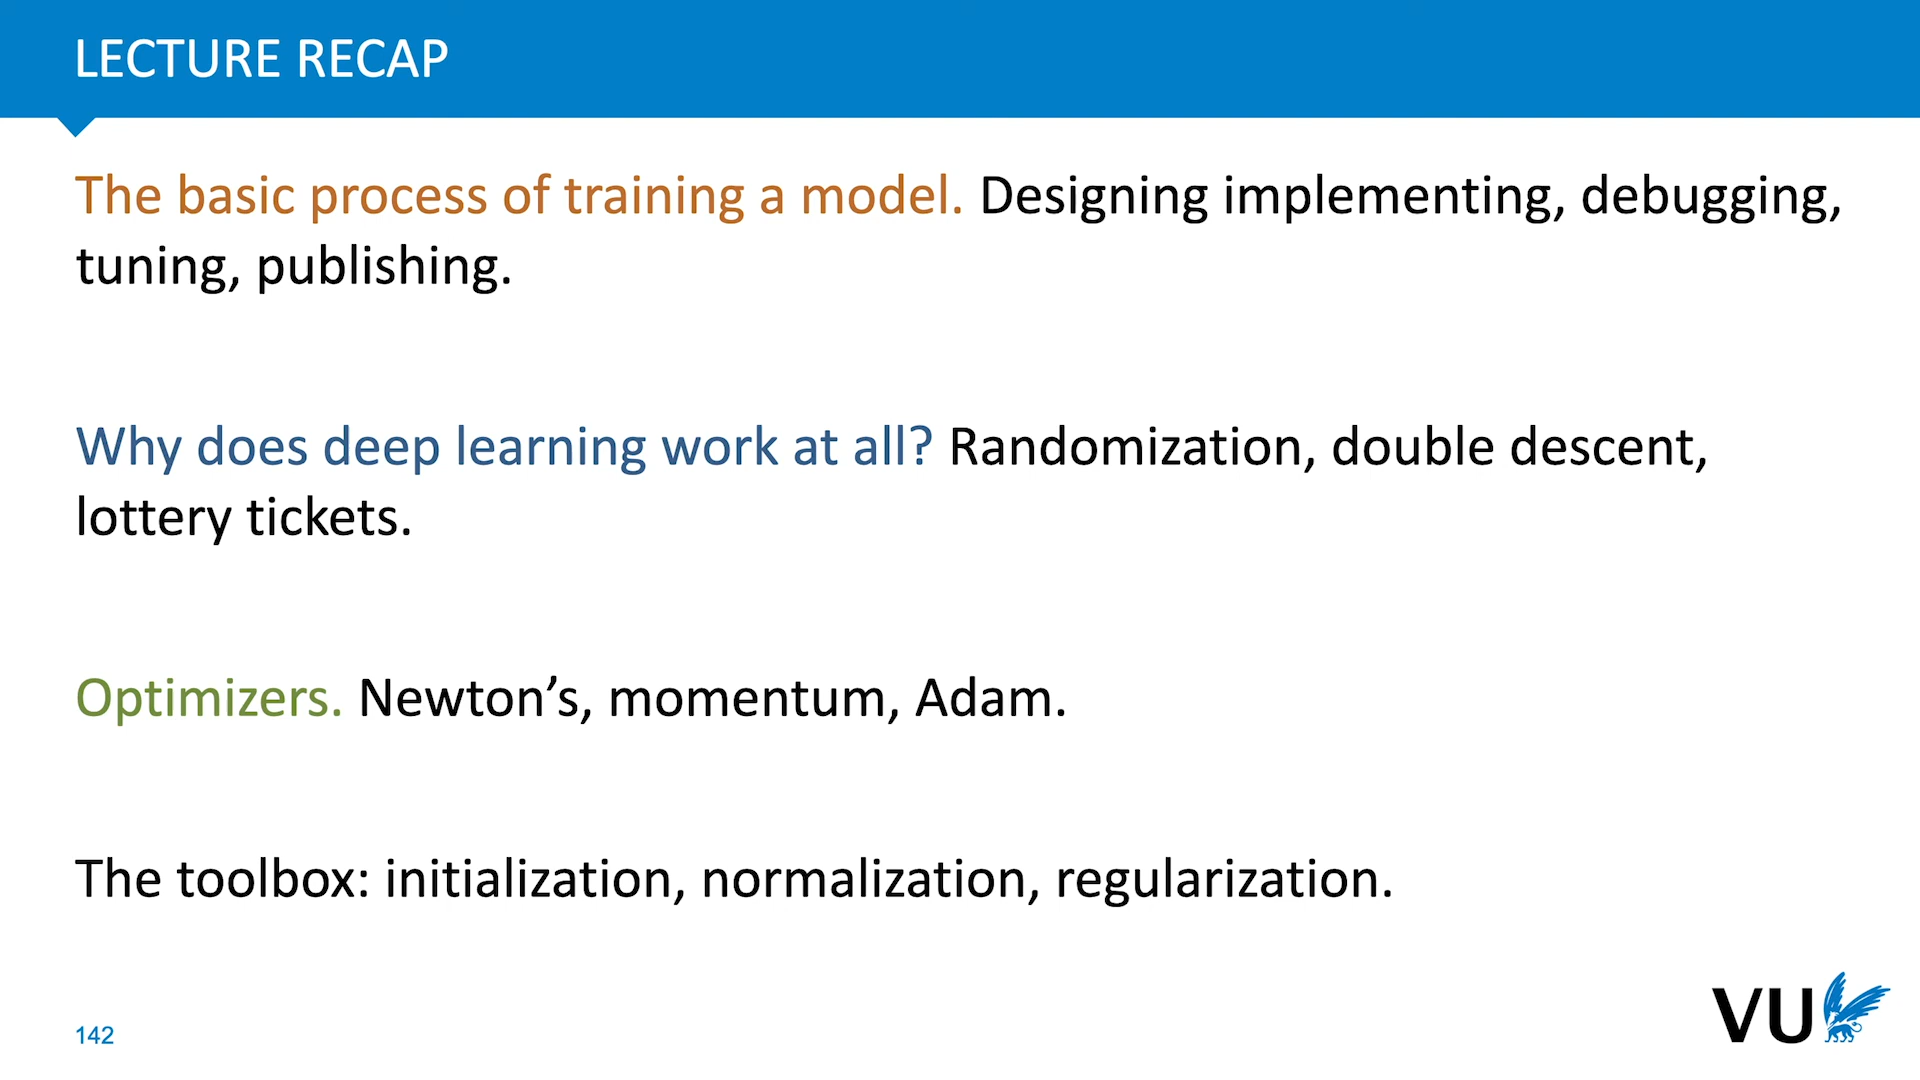 LECTURE RECAP
The basic process of training a model. Designing implementing, debugging,
tuning, publishing.
Why does deep learning work at all? Randomization, double descent,
lottery tickets.
Optimizers. Newton’s, momentum, Adam.
The toolbox: initialization, normalization, regularization.
142
VU